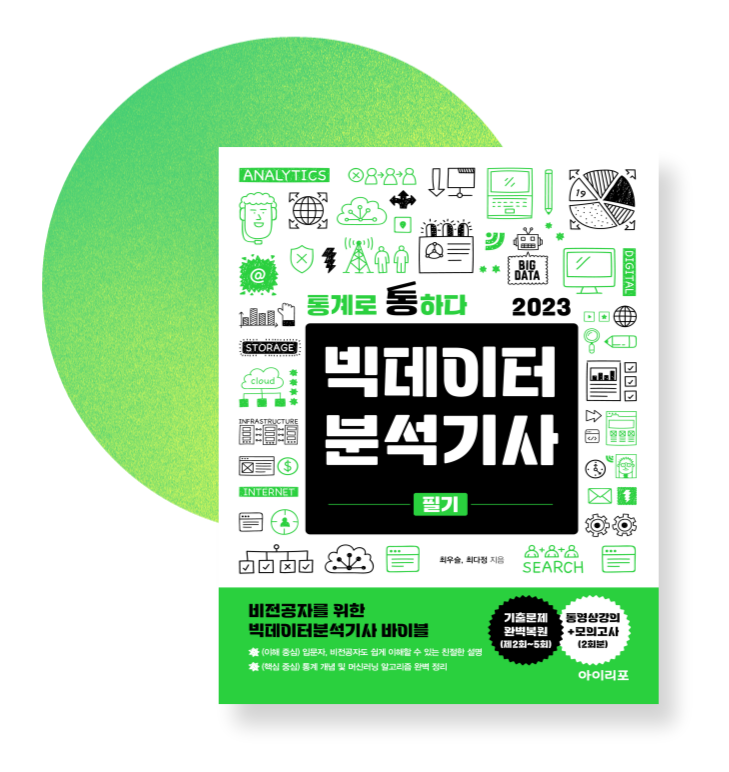 ANALYTICS
19
@
BIG
DATA
DIGITAL
통계로 통하다
2023
STORAGE
빅데이터
cloud
분석기사
INFRASTRUCTURE
$
INTERNET
필기
최우슬, 최다정 지음
SEARCH
비전공자를 위한
빅데이터분석기사 바이블
(이해 중심) 입문자, 비전공자도 쉽게 이해할 수 있는 친절한 설명
(핵심 중심) 통계 개념 및 머신러닝 알고리즘 완벽 정리
기출문제
완벽복원
(제2회~5회)
동영상강의
+모의고사
(2회분)
아이리포